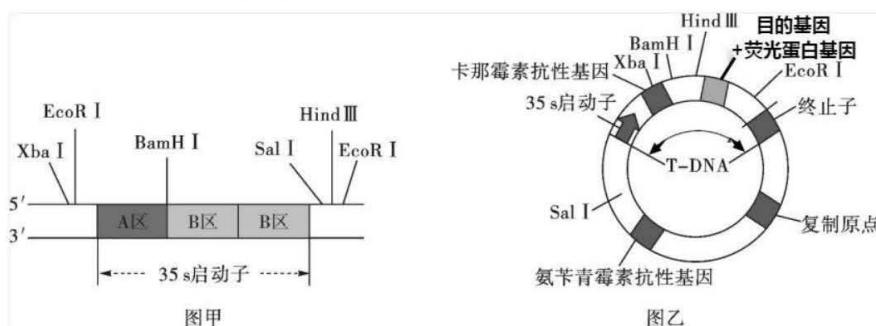 EcoR Ⅰ
Xba Ⅰ
BamH Ⅰ
Sal Ⅰ
Hind Ⅲ
EcoR Ⅰ
5′
3′
A区
B区
B区
35 s启动子
图甲
Hind Ⅲ
目的基因
+荧光蛋白基因
BamH Ⅰ
Xba Ⅰ
卡那霉素抗性基因
EcoR Ⅰ
35 s启动子
终止子
T-DNA
Sal Ⅰ
复制原点
氨苄青霉素抗性基因
图乙